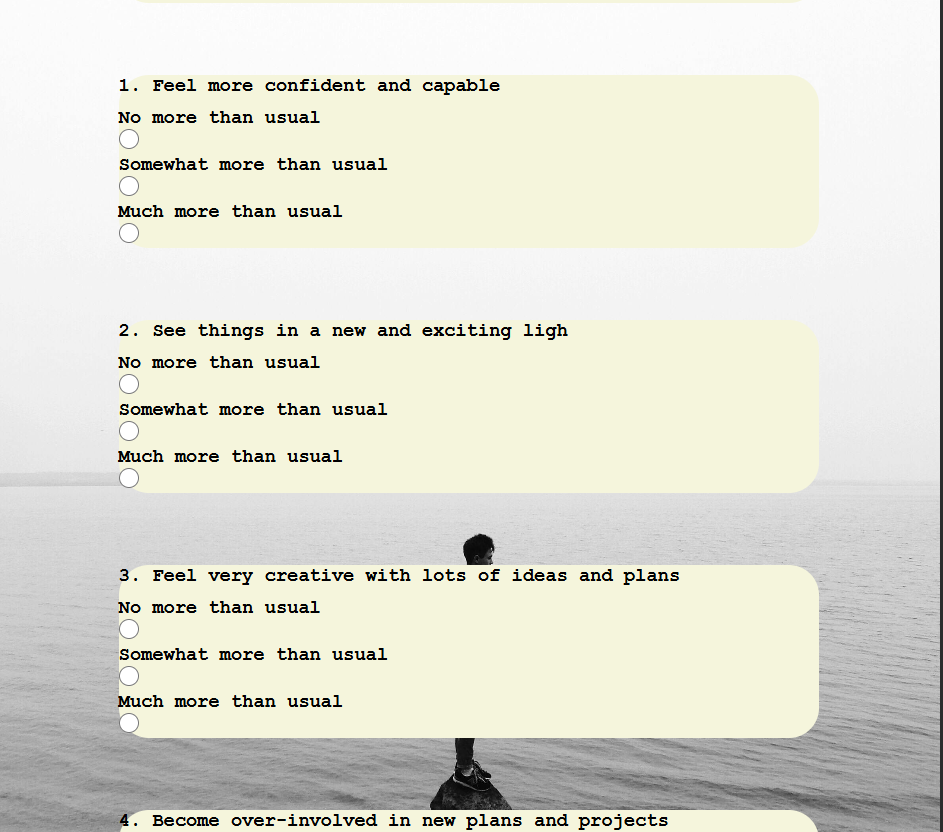 1. Feel more confident and capable
No more than usual
Somewhat more than usual
Much more than usual
2. See things in a new and exciting ligh
No more than usual
Somewhat more than usual
Much more than usual
3. Feel very creative with lots of ideas and plans
No more than usual
Somewhat more than usual
Much more than usual
4. Become over-involved in new plans and projects